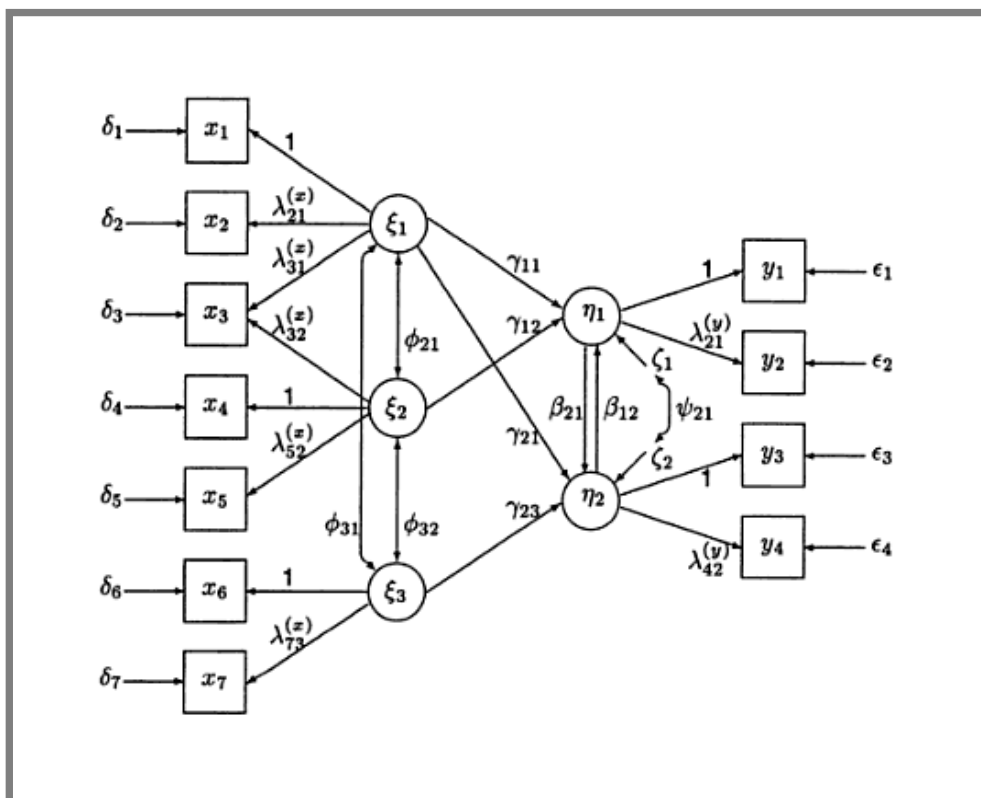 δ₁ x₁ 1
δ₂ x₂ λ₂₁⁽ˣ⁾ ξ₁
λ₃₁⁽ˣ⁾ γ₁₁ 1 y₁ ϵ₁
δ₃ x₃ λ₃₂⁽ˣ⁾ ϕ₂₁ γ₁₂ η₁ λ₂₁⁽ʸ⁾
ζ₁ y₂ ϵ₂
δ₄ x₄ 1 ξ₂ β₂₁ β₁₂ ψ₂₁
λ₅₂⁽ˣ⁾ γ₂₁ ζ₂ y₃ ϵ₃
δ₅ x₅ η₂ 1
ϕ₃₁ ϕ₃₂ γ₂₃ y₄ ϵ₄
λ₄₂⁽ʸ⁾
δ₆ x₆ 1 ξ₃
λ₇₃⁽ˣ⁾
δ₇ x₇